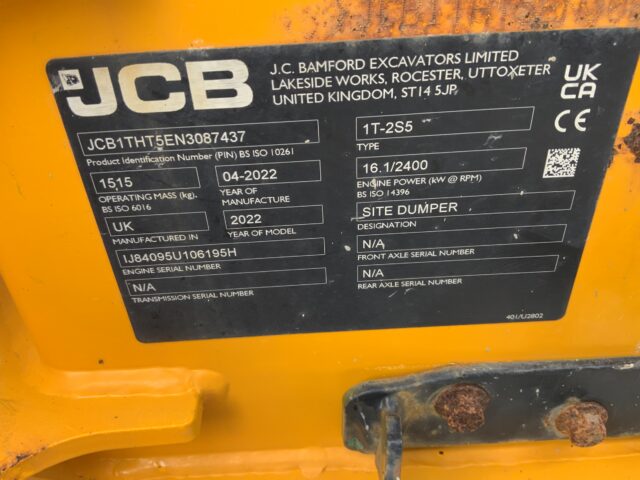 JCB
J.C. BAMFORD EXCAVATORS LIMITED
LAKESIDE WORKS, ROCESTER, UTTOXETER
UNITED KINGDOM, ST14 5JP
UK
CA
CE
JCB1THT5EN3087437
Product Identification Number (PIN) BS ISO 10261
1515
OPERATING MASS (kg)
BS ISO 6016
04-2022
YEAR OF
MANUFACTURE
UK
MANUFACTURED IN
2022
YEAR OF MODEL
IJ84095U106195H
ENGINE SERIAL NUMBER
N/A
TRANSMISSION SERIAL NUMBER
1T-2S5
TYPE
16.1/2400
ENGINE POWER (kW @ RPM)
BS ISO 14396
SITE DUMPER
DESIGNATION
N/A
FRONT AXLE SERIAL NUMBER
N/A
REAR AXLE SERIAL NUMBER
401/U2802